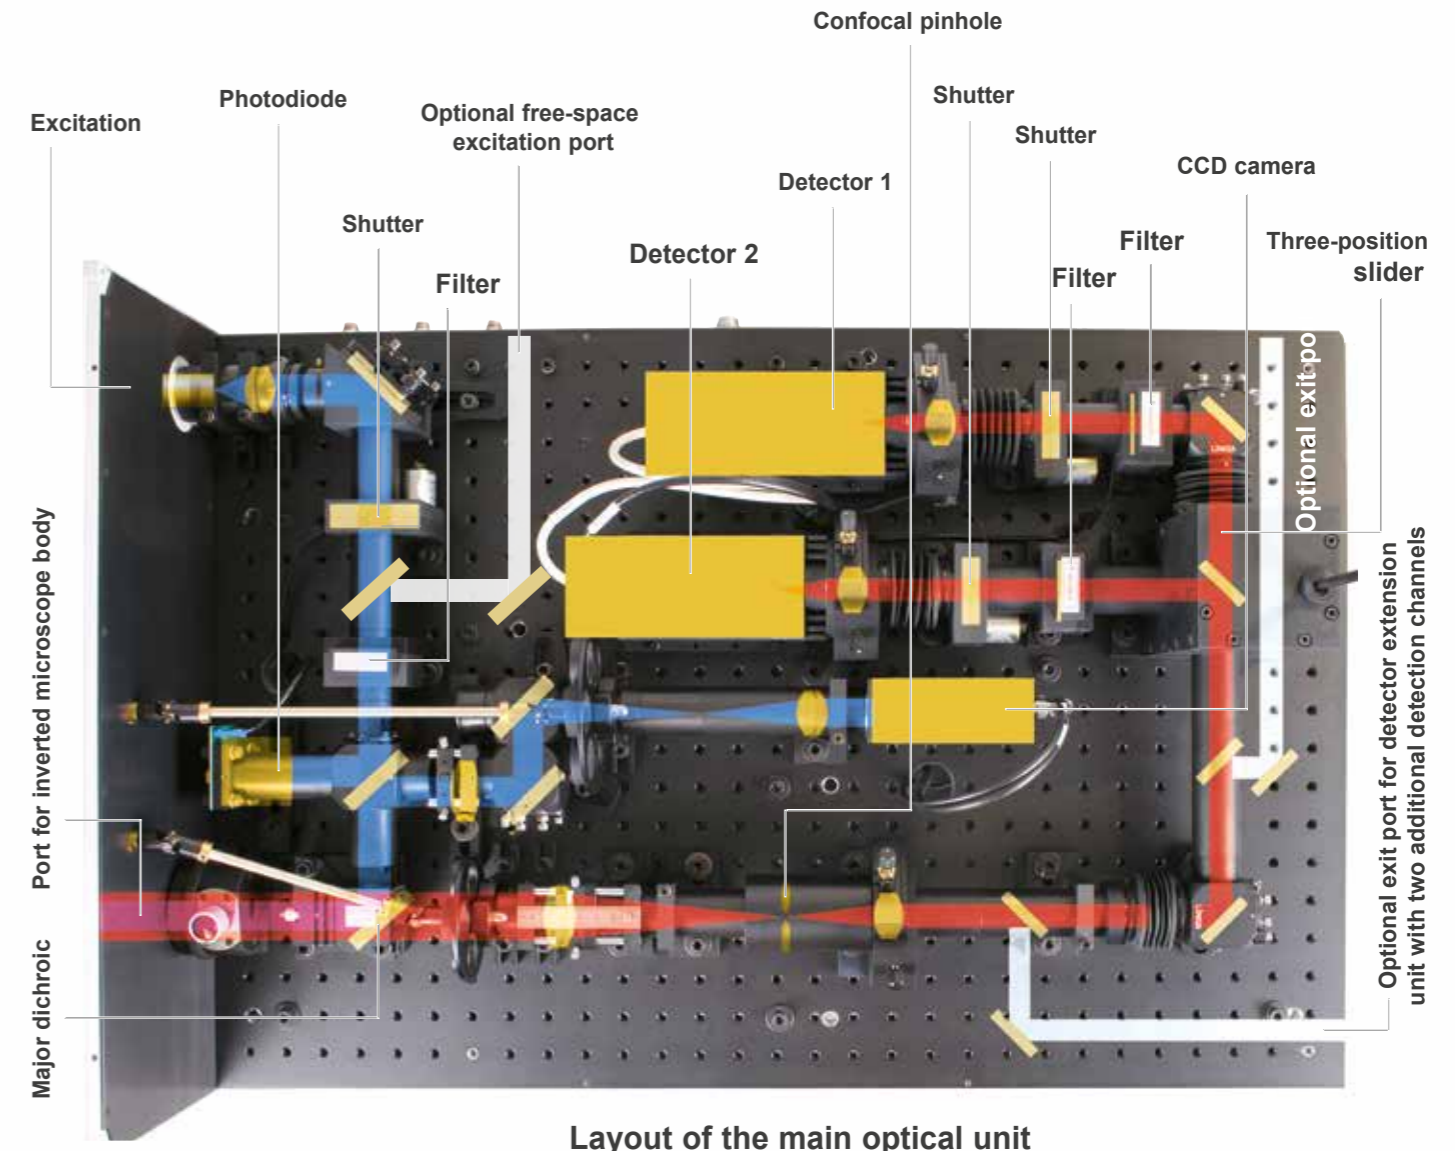 Confocal pinhole
Photodiode
Shutter
Excitation
Optional free-space
excitation port
Shutter
CCD camera
Detector 1
Shutter
Filter
Three-position
slider
Detector 2
Filter
Filter
Optional exit po
Port for inverted microscope body
Major dichroic
Optional exit port for detector extension
unit with two additional detection channels
Layout of the main optical unit